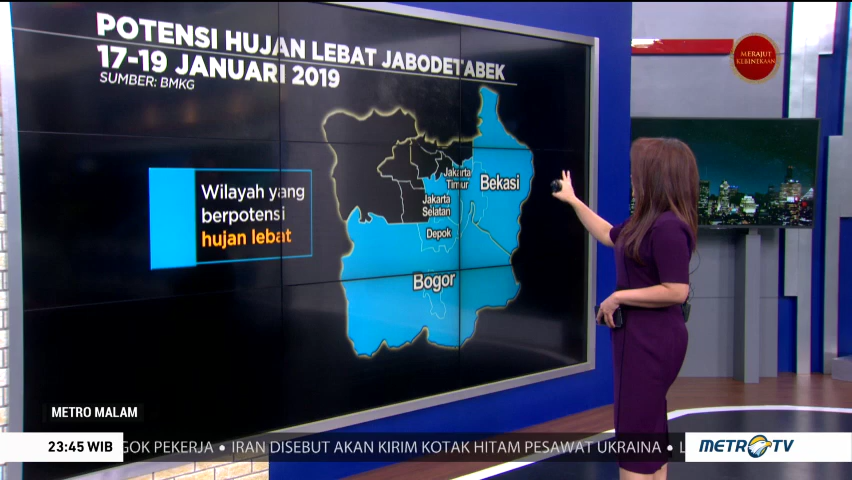 POTENSI HUJAN LEBAT JABODETABEK
17-19 JANUARI 2019
SUMBER: BMKG
MERAJUT
KEBINEKAAN
Jakarta
Timur
Bekasi
Jakarta
Selatan
Depok
Bogor
Wilayah yang
berpotensi
hujan lebat
METRO MALAM
23:45 WIB
GOK PEKERJA • IRAN DISEBUT AKAN KIRIM KOTAK HITAM PESAWAT UKRAINA • L
METRO TV